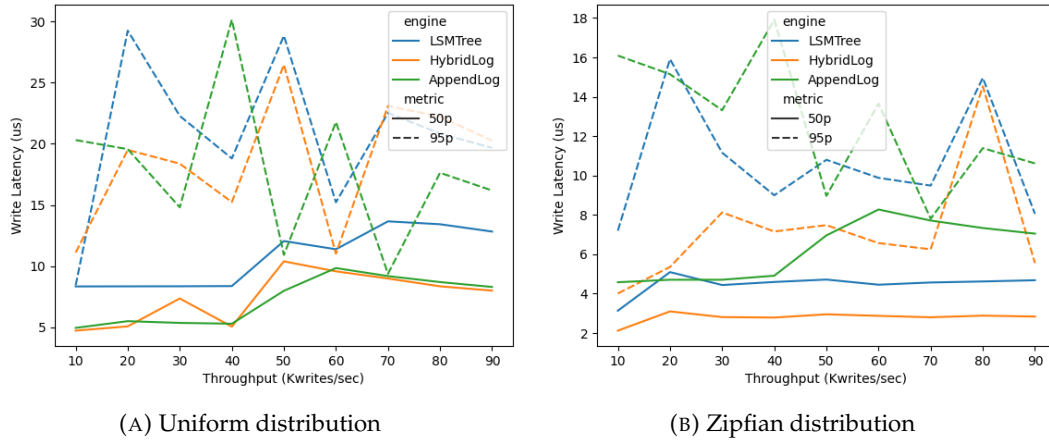 30
25
20
15
10
5
Write Latency (us)
engine
LSMTree
HybridLog
AppendLog
metric
50p
95p
10 20 30 40 50 60 70 80 90
Throughput (Kwrites/sec)
(A) Uniform distribution
18
16
14
12
10
8
6
4
2
Write Latency (us)
engine
LSMTree
HybridLog
AppendLog
metric
50p
95p
10 20 30 40 50 60 70 80 90
Throughput (Kwrites/sec)
(B) Zipfian distribution